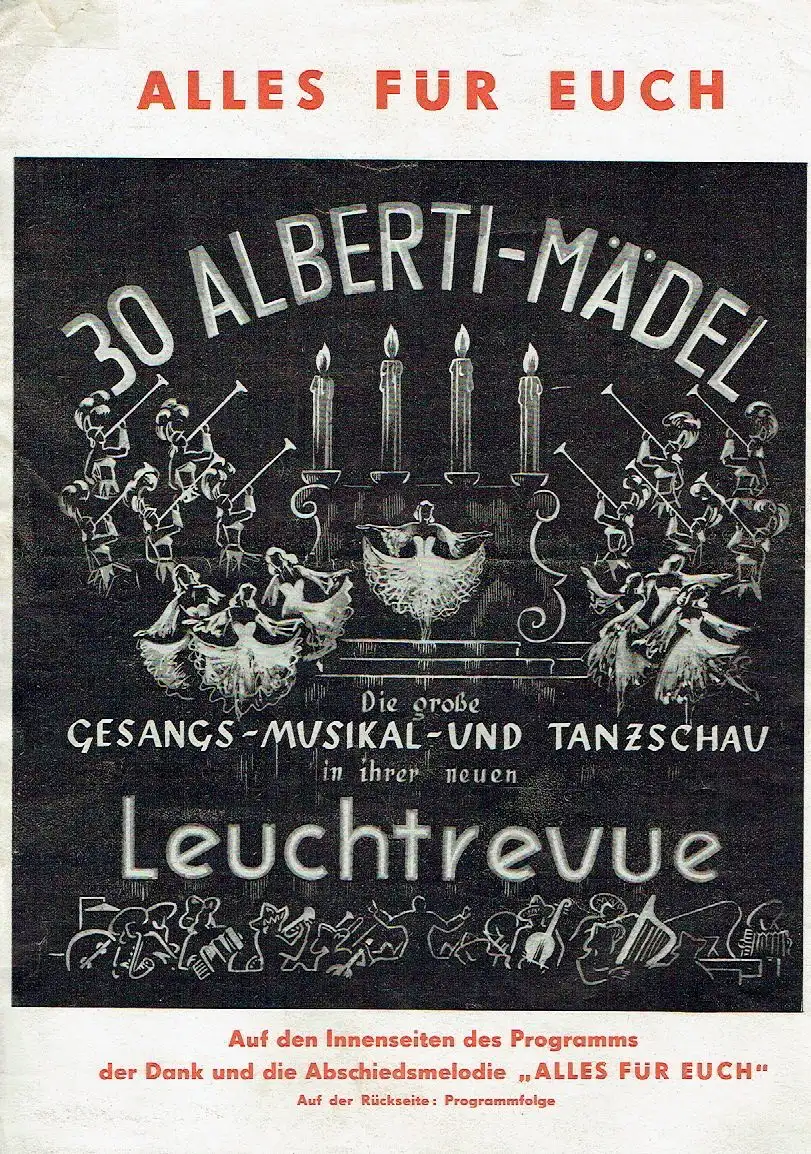 ALLES FÜR EUCH
30 ALBERTI-MÄDEL
Die große
GESANGS-MUSIKAL-UND TANZSCHAU
in ihrer neuen
Leuchtrevue
Auf den Innenseiten des Programms
der Dank und die Abschiedsmelodie „ALLES FÜR EUCH“
Auf der Rückseite: Programmfolge